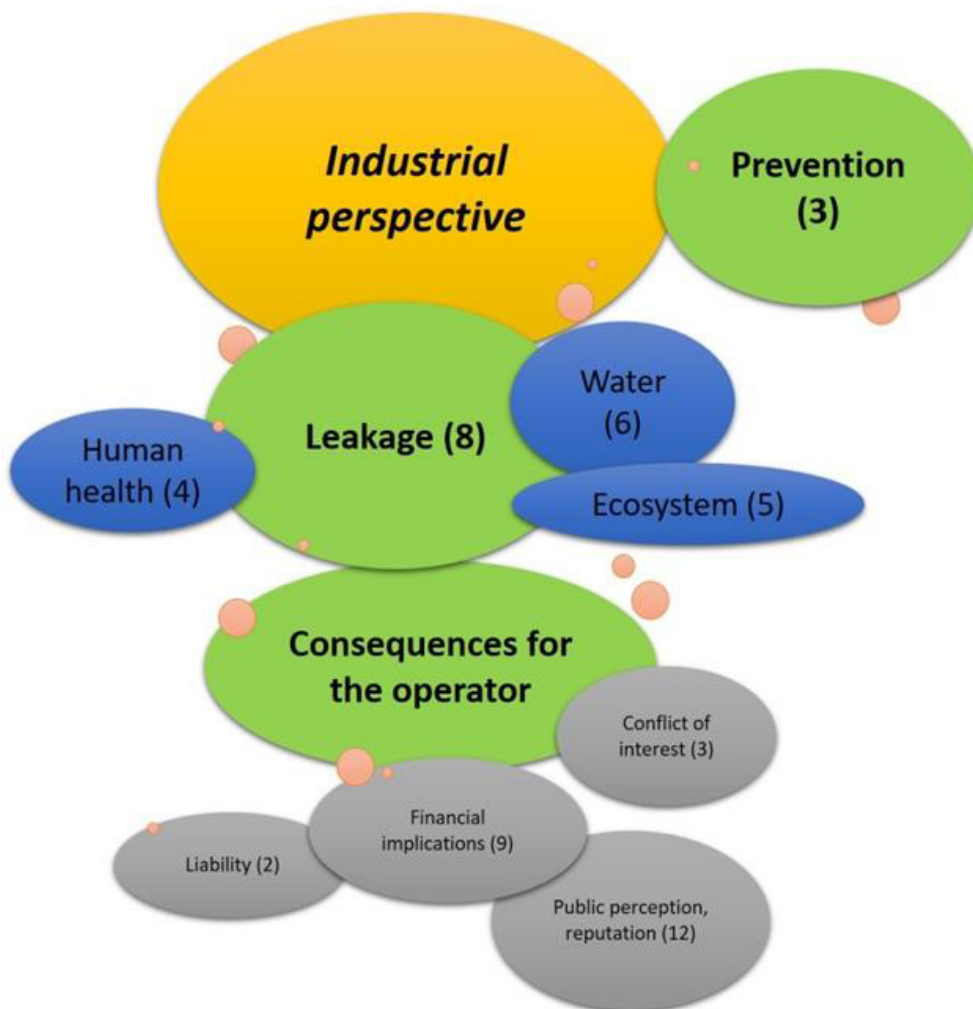 Industrial
perspective
Prevention
(3)
Water
(6)
Leakage (8)
Human
health (4)
Ecosystem (5)
Consequences for
the operator
Conflict of
interest (3)
Financial
implications (9)
Liability (2)
Public perception,
reputation (12)